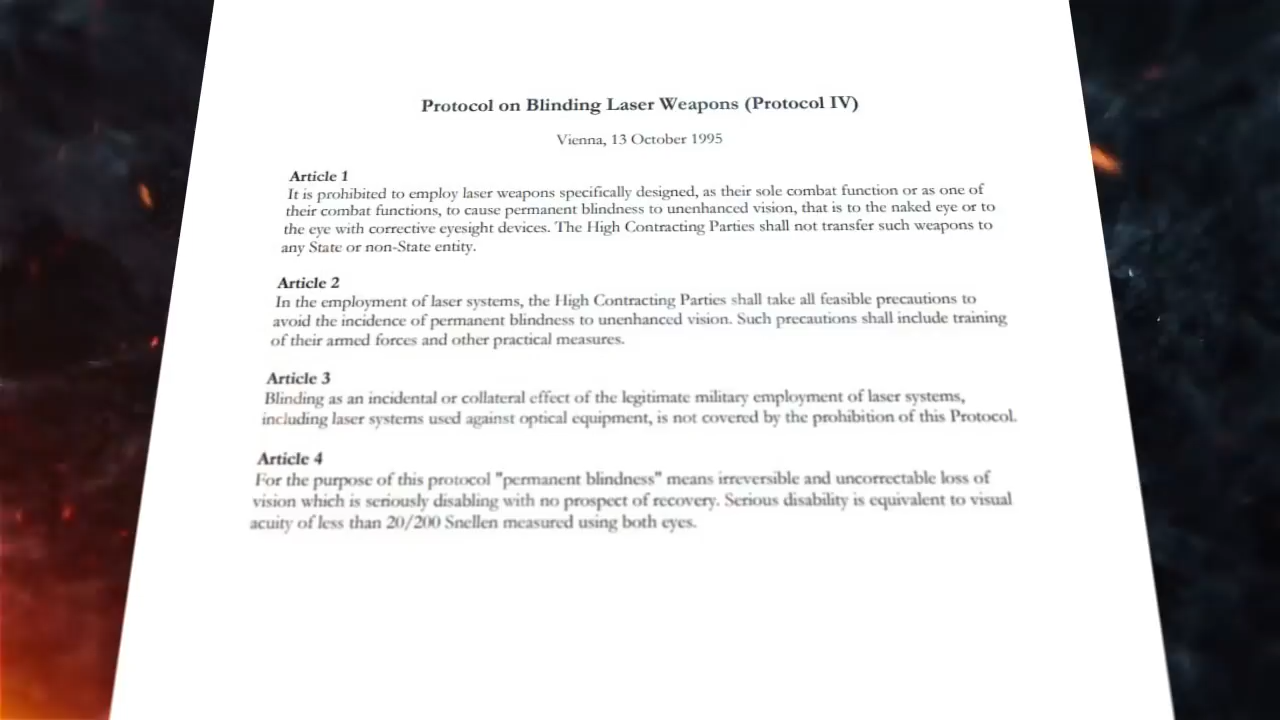 Protocol on Blinding Laser Weapons (Protocol IV)
Vienna, 13 October 1995
Article 1
It is prohibited to employ laser weapons specifically designed, as their sole combat function or as one of
their combat functions, to cause permanent blindness to unenhanced vision, that is to the naked eye or to
the eye with corrective eyesight devices. The High Contracting Parties shall not transfer such weapons to
any State or non-State entity.
Article 2
In the employment of laser systems, the High Contracting Parties shall take all feasible precautions to
avoid the incidence of permanent blindness to unenhanced vision. Such precautions shall include training
of their armed forces and other practical measures.
Article 3
Blinding as an incidental or collateral effect of the legitimate military employment of laser systems,
including laser systems used against optical equipment, is not covered by the prohibition of this Protocol.
Article 4
For the purpose of this protocol "permanent blindness" means irreversible and uncorrectable loss of
vision which is seriously disabling with no prospect of recovery. Serious disability is equivalent to visual
acuity of less than 20/200 Snellen measured using both eyes.